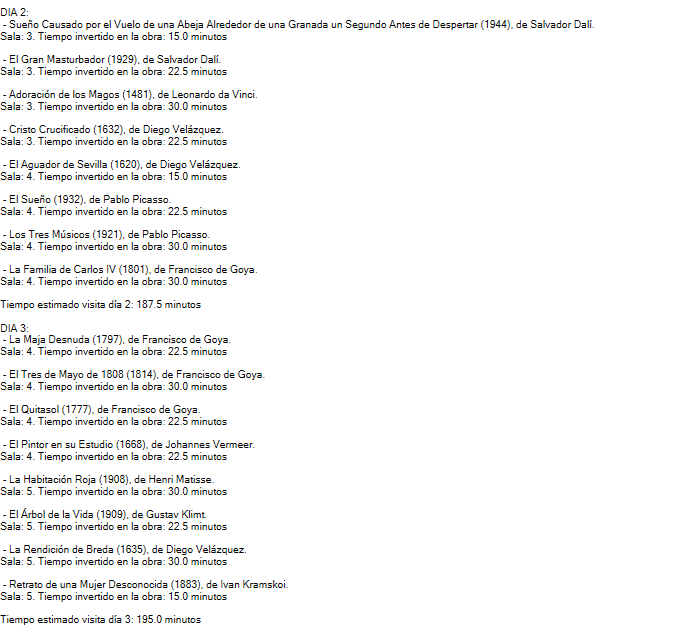 DIA 2:
- Sueño Causado por el Vuelo de una Abeja Alrededor de una Granada un Segundo Antes de Despertar (1944), de Salvador Dalí.
Sala: 3. Tiempo invertido en la obra: 15.0 minutos
- El Gran Masturbador (1929), de Salvador Dalí.
Sala: 3. Tiempo invertido en la obra: 22.5 minutos
- Adoración de los Magos (1481), de Leonardo da Vinci.
Sala: 3. Tiempo invertido en la obra: 30.0 minutos
- Cristo Crucificado (1632), de Diego Velázquez.
Sala: 3. Tiempo invertido en la obra: 22.5 minutos
- El Aguador de Sevilla (1620), de Diego Velázquez.
Sala: 4. Tiempo invertido en la obra: 15.0 minutos
- El Sueño (1932), de Pablo Picasso.
Sala: 4. Tiempo invertido en la obra: 22.5 minutos
- Los Tres Músicos (1921), de Pablo Picasso.
Sala: 4. Tiempo invertido en la obra: 30.0 minutos
- La Familia de Carlos IV (1801), de Francisco de Goya.
Sala: 4. Tiempo invertido en la obra: 30.0 minutos
Tiempo estimado visita día 2: 187.5 minutos
DIA 3:
- La Maja Desnuda (1797), de Francisco de Goya.
Sala: 4. Tiempo invertido en la obra: 22.5 minutos
- El Tres de Mayo de 1808 (1814), de Francisco de Goya.
Sala: 4. Tiempo invertido en la obra: 30.0 minutos
- El Quitasol (1777), de Francisco de Goya.
Sala: 4. Tiempo invertido en la obra: 22.5 minutos
- El Pintor en su Estudio (1668), de Johannes Vermeer.
Sala: 4. Tiempo invertido en la obra: 22.5 minutos
- La Habitación Roja (1908), de Henri Matisse.
Sala: 5. Tiempo invertido en la obra: 30.0 minutos
- El Árbol de la Vida (1909), de Gustav Klimt.
Sala: 5. Tiempo invertido en la obra: 22.5 minutos
- La Rendición de Breda (1635), de Diego Velázquez.
Sala: 5. Tiempo invertido en la obra: 30.0 minutos
- Retrato de una Mujer Desconocida (1883), de Ivan Kramskoi.
Sala: 5. Tiempo invertido en la obra: 15.0 minutos
Tiempo estimado visita día 3: 195.0 minutos